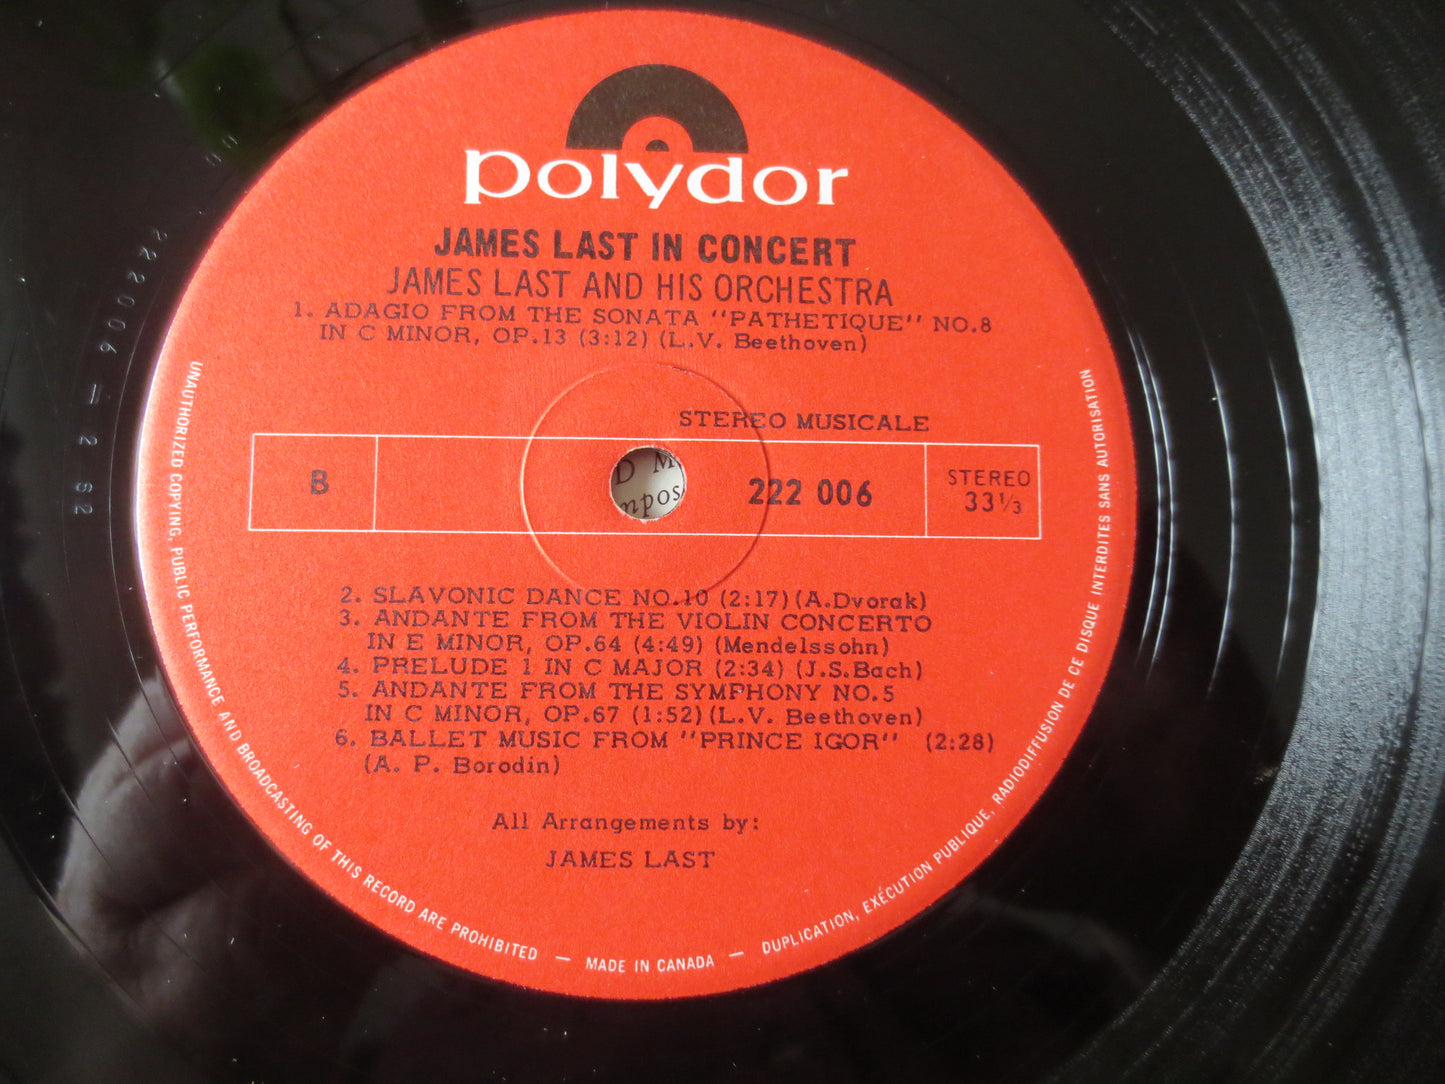 polydor
JAMES LAST IN CONCERT
JAMES LAST AND HIS ORCHESTRA
1. ADAGIO FROM THE SONATA "PATHETIQUE" NO.8
IN C MINOR, OP.13 (3:12) (L.V. Beethoven)
STEREO MUSICALE
B
222 006
STEREO
33⅓
2. SLAVONIC DANCE NO.10 (2:17) (A.Dvorak)
3. ANDANTE FROM THE VIOLIN CONCERTO
IN E MINOR, OP.64 (4:49) (Mendelssohn)
4. PRELUDE 1 IN C MAJOR (2:34) (J.S.Bach)
5. ANDANTE FROM THE SYMPHONY NO.5
IN C MINOR, OP.67 (1:52) (L.V. Beethoven)
6. BALLET MUSIC FROM "PRINCE IGOR" (2:28)
(A. P. Borodin)
All Arrangements by:
JAMES LAST
UNAUTHORIZED COPYING, PUBLIC PERFORMANCE AND BROADCASTING OF THIS RECORD ARE PROHIBITED — MADE IN CANADA — DUPLICATION, EXÉCUTION PUBLIQUE, RADIODIFFUSION DE CE DISQUE INTERDITES SANS AUTORISATION